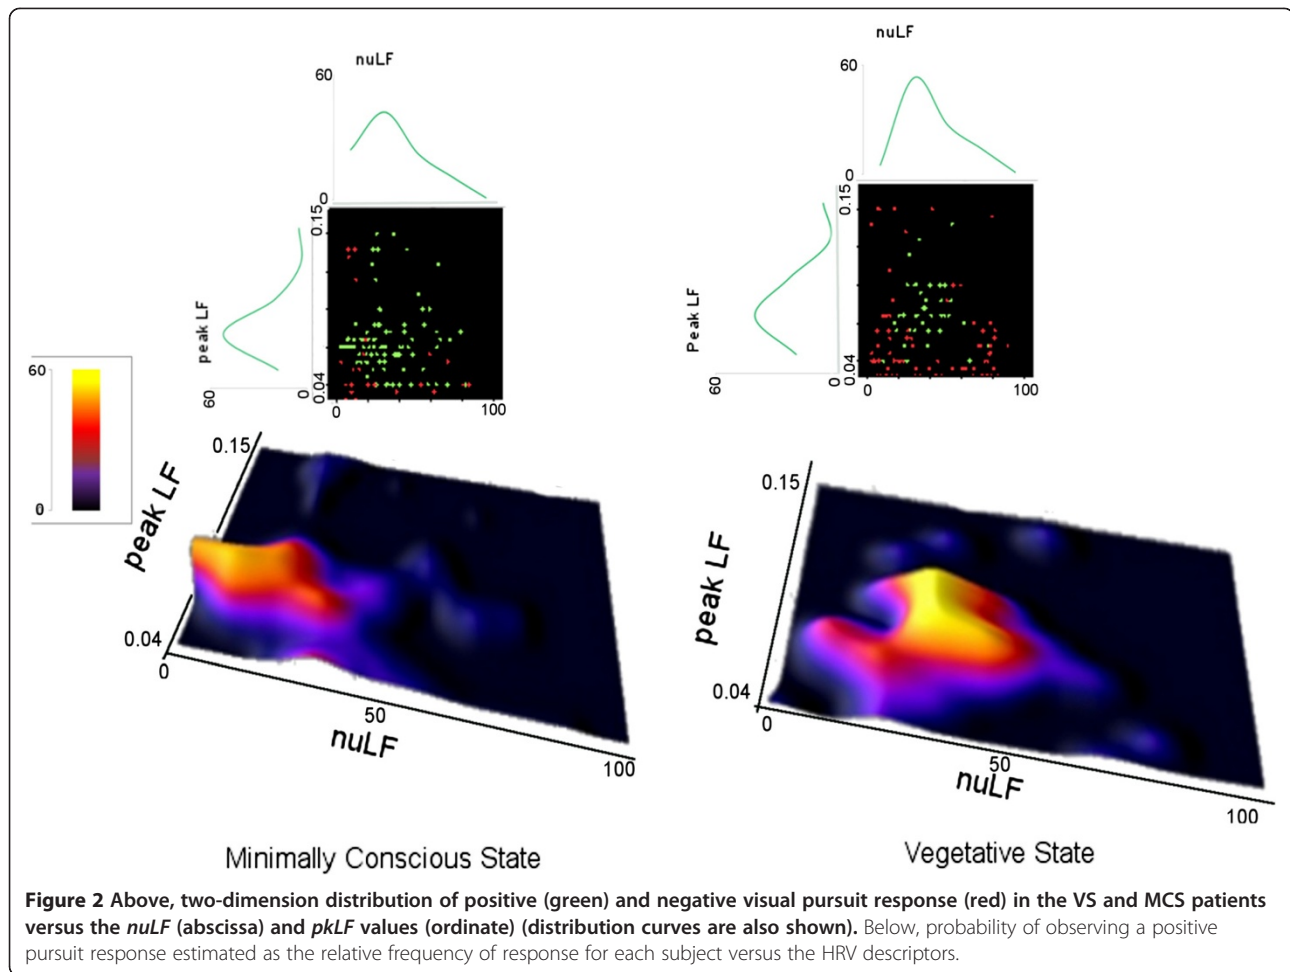 nuLF
60
0
0.15
peak LF
0.04
60
0
0
100
nuLF
60
0
0.15
Peak LF
0.04
60
0
0
100
60
0
0.15
peak LF
0.04
0
50
nuLF
100
0.15
peak LF
0.04
0
50
nuLF
100
Minimally Conscious State
Vegetative State
Figure 2 Above, two-dimension distribution of positive (green) and negative visual pursuit response (red) in the VS and MCS patients
versus the nuLF (abscissa) and pkLF values (ordinate) (distribution curves are also shown). Below, probability of observing a positive
pursuit response estimated as the relative frequency of response for each subject versus the HRV descriptors.